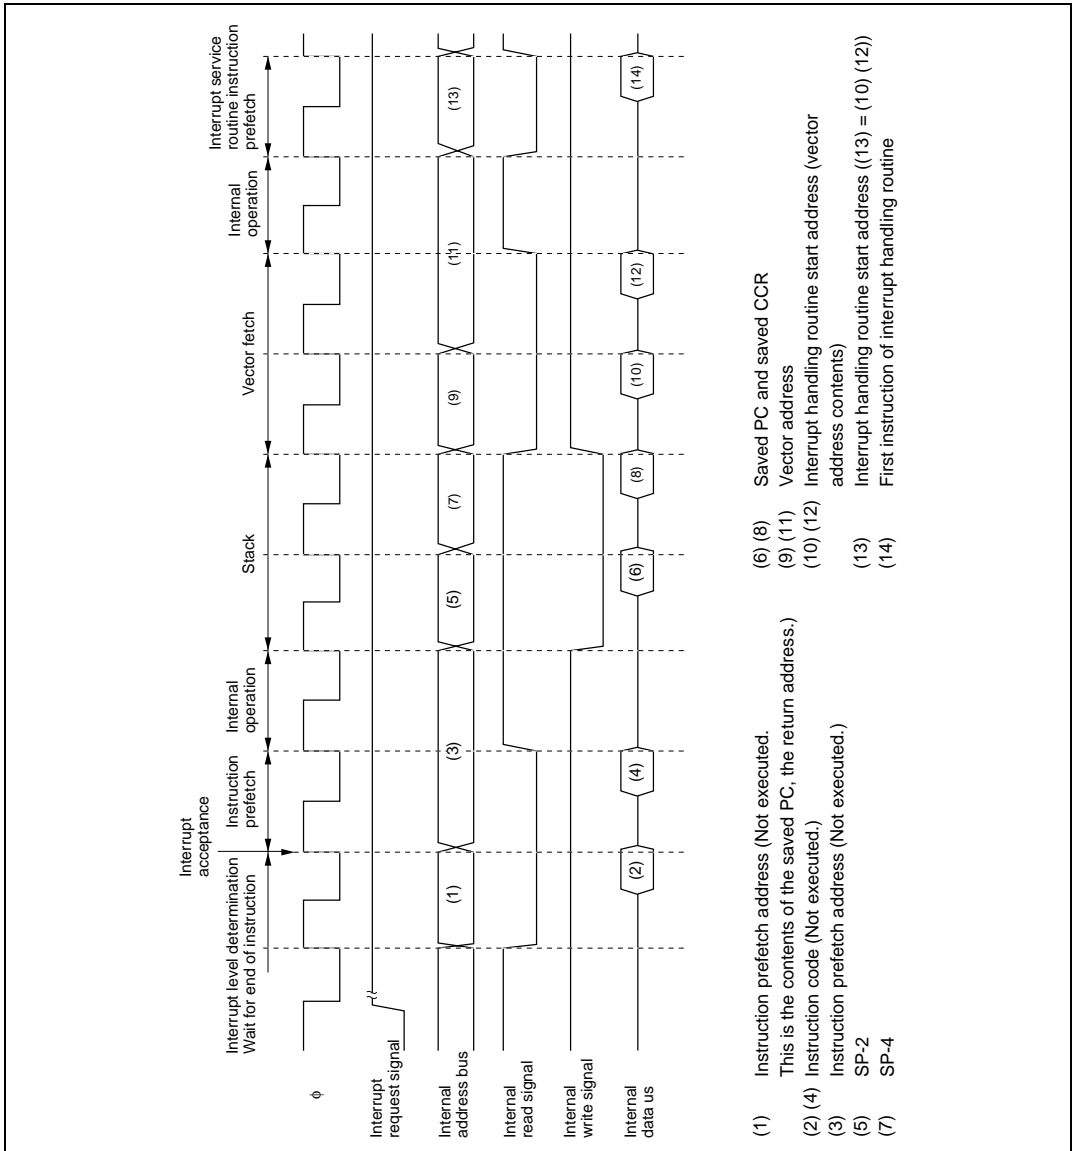 Interrupt
acceptance
Interrupt level determination
Wait for end of instruction
Instruction
prefetch
Internal
operation
Stack
Vector fetch
Internal
operation
Interrupt service
routine instruction
prefetch
φ
Interrupt
request signal
Internal
address bus
(1)
(3)
(5)
(7)
(9)
(11)
(13)
Internal
read signal
Internal
write signal
Internal
data us
(2)
(4)
(6)
(8)
(10)
(12)
(14)
(1) Instruction prefetch address (Not executed.
This is the contents of the saved PC, the return address.)
(2) (4) Instruction code (Not executed.)
(3) Instruction prefetch address (Not executed.)
(5) SP-2
(7) SP-4
(6) (8) Saved PC and saved CCR
(9) (11) Vector address
(10) (12) Interrupt handling routine start address (vector
address contents)
(13) Interrupt handling routine start address ((13) = (10) (12))
(14) First instruction of interrupt handling routine